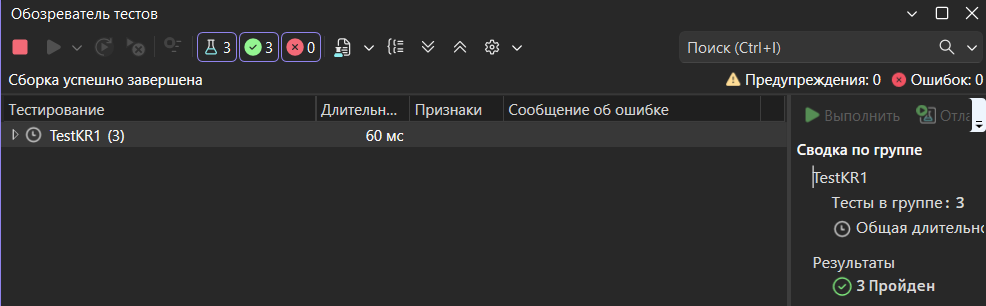 Обозреватель тестов
3 3 0 Поиск (Ctrl+I)
Сборка успешно завершена Предупреждения: 0 Ошибок: 0
Тестирование Длительн... Признаки Сообщение об ошибке
TestKR1 (3) 60 мс
Выполнить Отла
Сводка по группе
TestKR1
Тесты в группе: 3
Общая длительно
Результаты
3 Пройден